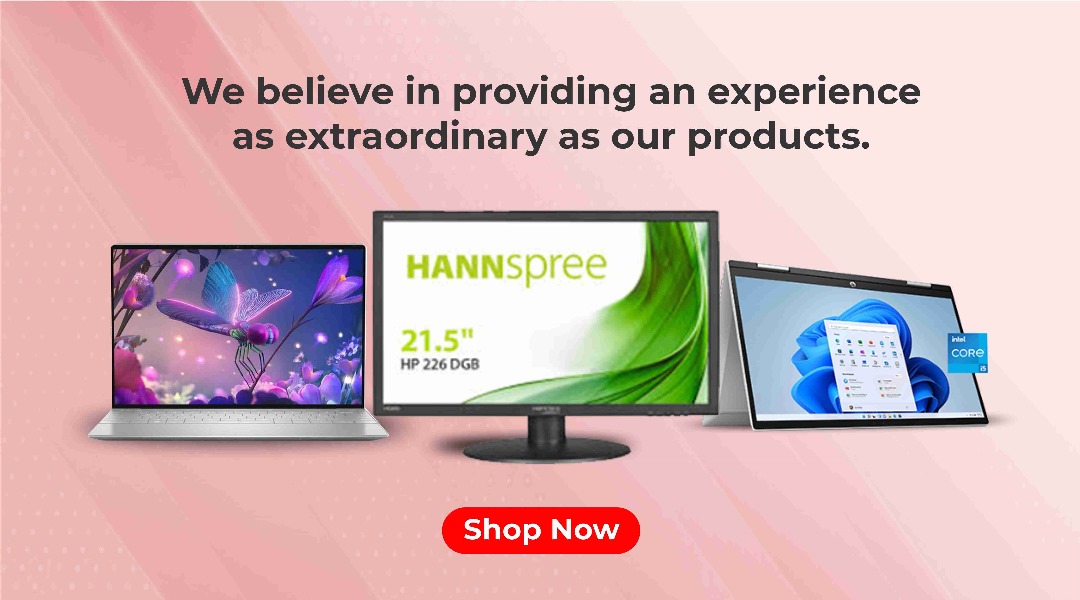 We believe in providing an experience
as extraordinary as our products.
HANNspree
21.5"
HP 226 DGB
hp
intel
CORE
i5
Shop Now